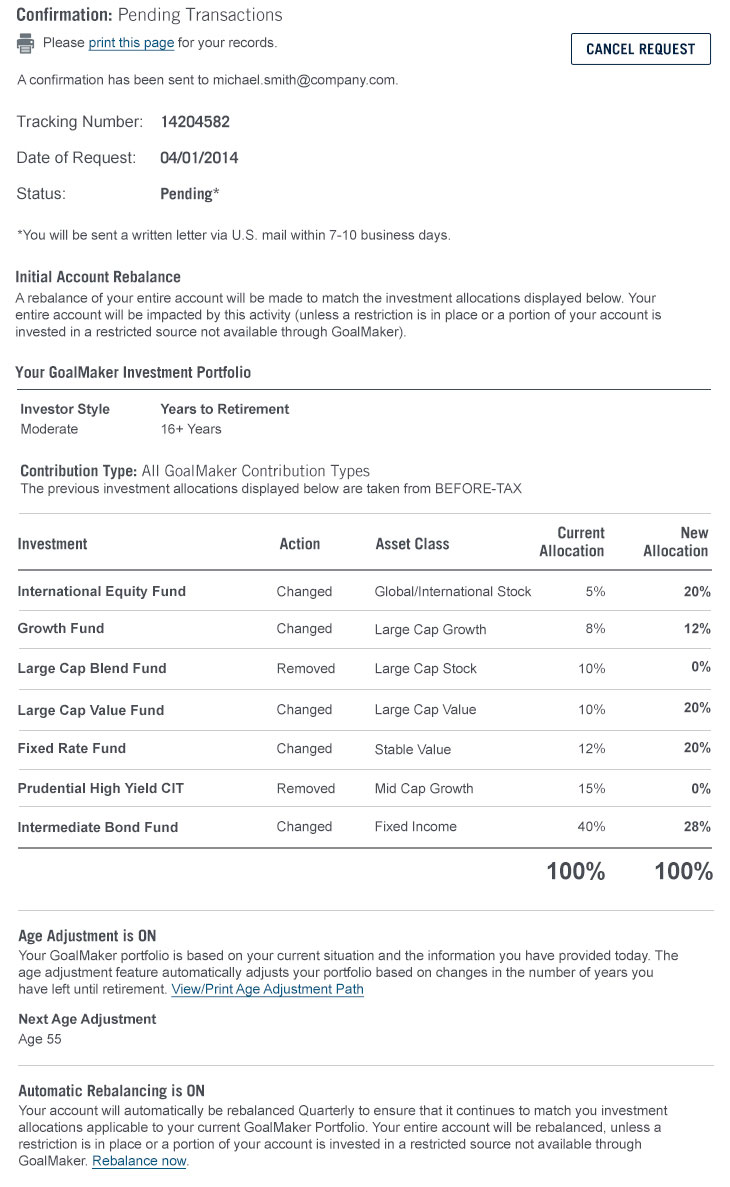 Confirmation: Pending Transactions
Please print this page for your records.
CANCEL REQUEST
A confirmation has been sent to michael.smith@company.com.
Tracking Number: 14204582
Date of Request: 04/01/2014
Status: Pending*
*You will be sent a written letter via U.S. mail within 7-10 business days.
Initial Account Rebalance
A rebalance of your entire account will be made to match the investment allocations displayed below. Your
entire account will be impacted by this activity (unless a restriction is in place or a portion of your account is
invested in a restricted source not available through GoalMaker).
Your GoalMaker Investment Portfolio
Investor Style Years to Retirement
Moderate 16+ Years
Contribution Type: All GoalMaker Contribution Types
The previous investment allocations displayed below are taken from BEFORE-TAX
Investment Action Asset Class Current Allocation New Allocation
International Equity Fund Changed Global/International Stock 5% 20%
Growth Fund Changed Large Cap Growth 8% 12%
Large Cap Blend Fund Removed Large Cap Stock 10% 0%
Large Cap Value Fund Changed Large Cap Value 10% 20%
Fixed Rate Fund Changed Stable Value 12% 20%
Prudential High Yield CIT Removed Mid Cap Growth 15% 0%
Intermediate Bond Fund Changed Fixed Income 40% 28%
100% 100%
Age Adjustment is ON
Your GoalMaker portfolio is based on your current situation and the information you have provided today. The
age adjustment feature automatically adjusts your portfolio based on changes in the number of years you
have left until retirement. View/Print Age Adjustment Path
Next Age Adjustment
Age 55
Automatic Rebalancing is ON
Your account will automatically be rebalanced Quarterly to ensure that it continues to match you investment
allocations applicable to your current GoalMaker Portfolio. Your entire account will be rebalanced, unless a
restriction is in place or a portion of your account is invested in a restricted source not available through
GoalMaker. Rebalance now.